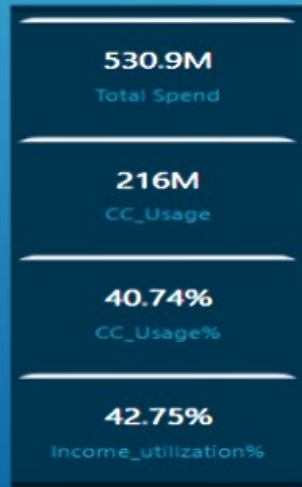 530.9M
Total Spend
216M
CC_Usage
40.74%
CC_Usage%
42.75%
Income_utilization%